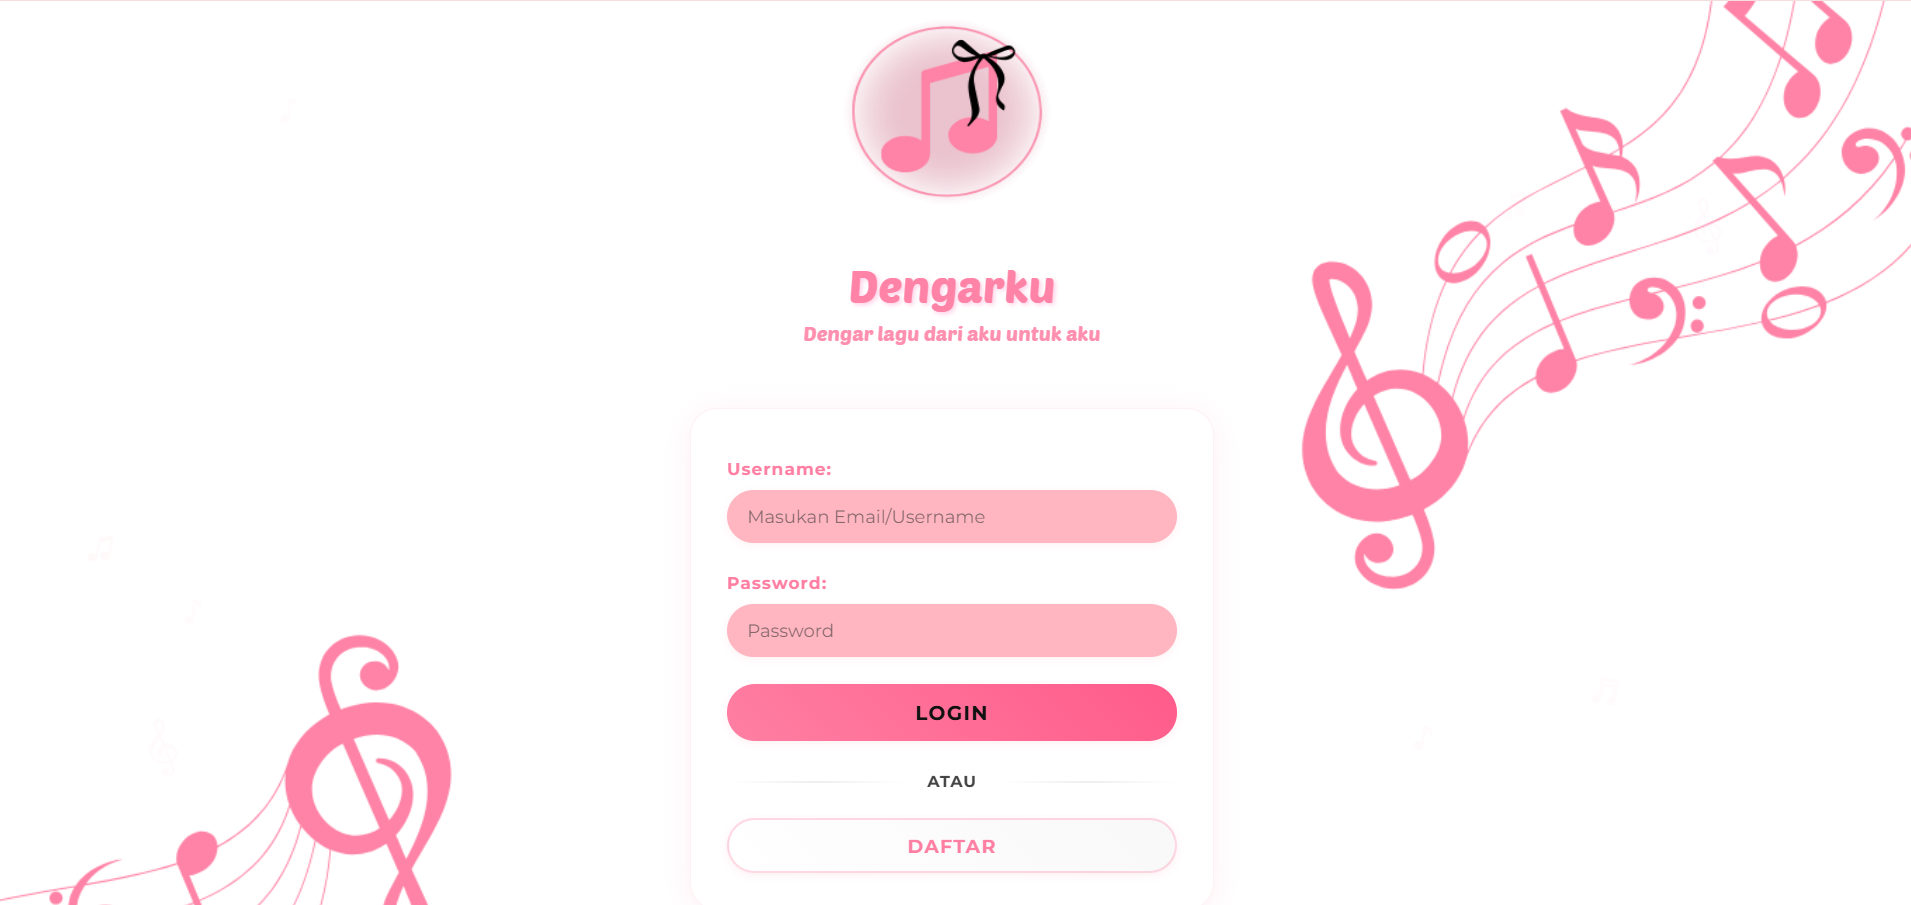 Dengarku
Dengar lagu dari aku untuk aku
Username:
Masukan Email/Username
Password:
Password
LOGIN
ATAU
DAFTAR